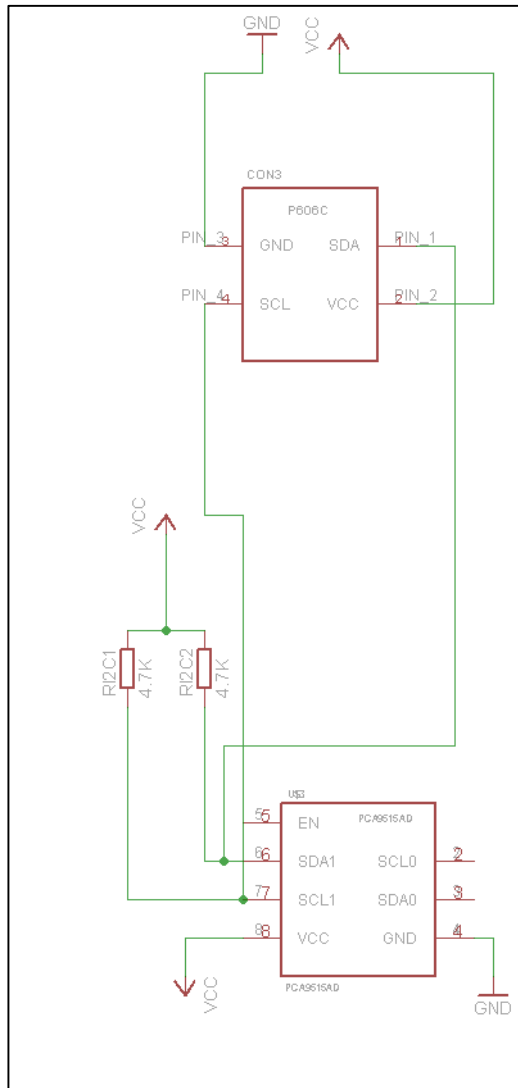 GND
VCC
CON3
P606C
PIN_3 3 GND SDA 1 PIN_1
PIN_4 4 SCL VCC 2 PIN_2
VCC
RI2C1
4.7K
RI2C2
4.7K
PCA9515AD
5 5 EN
6 6 SDA1 SCL0 2
7 7 SCL1 SDA0 3
8 8 VCC GND 4
PCA9515AD
VCC
GND